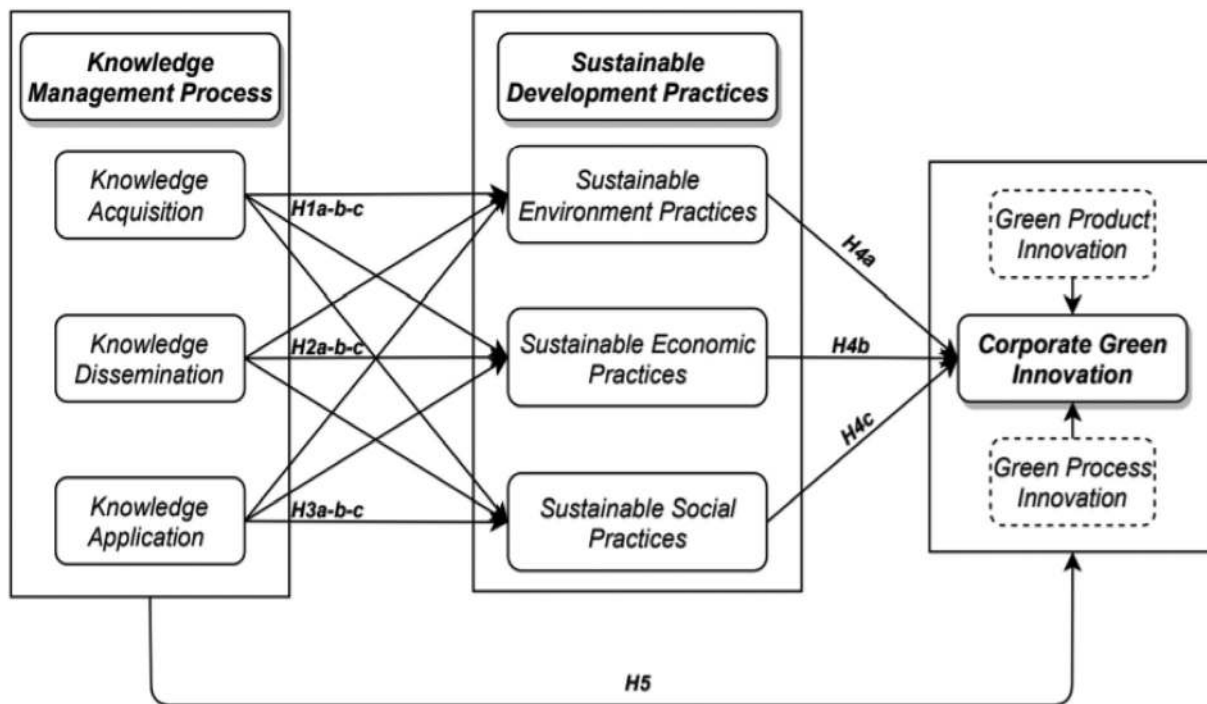 Knowledge
Management Process
Knowledge
Acquisition
Knowledge
Dissemination
Knowledge
Application
H1a-b-c
H2a-b-c
H3a-b-c
Sustainable
Development Practices
Sustainable
Environment Practices
Sustainable Economic
Practices
Sustainable Social
Practices
H4a
H4b
H4c
Green Product
Innovation
Corporate Green
Innovation
Green Process
Innovation
H5